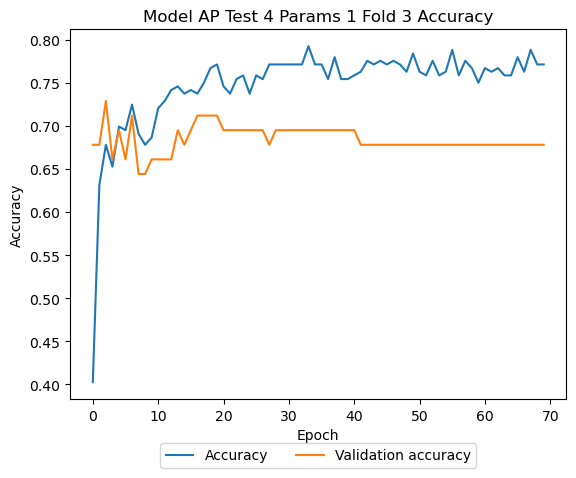 Model AP Test 4 Params 1 Fold 3 Accuracy
Accuracy
0.80
0.75
0.70
0.65
0.60
0.55
0.50
0.45
0.40
0 10 20 30 40 50 60 70
Epoch
Accuracy Validation accuracy